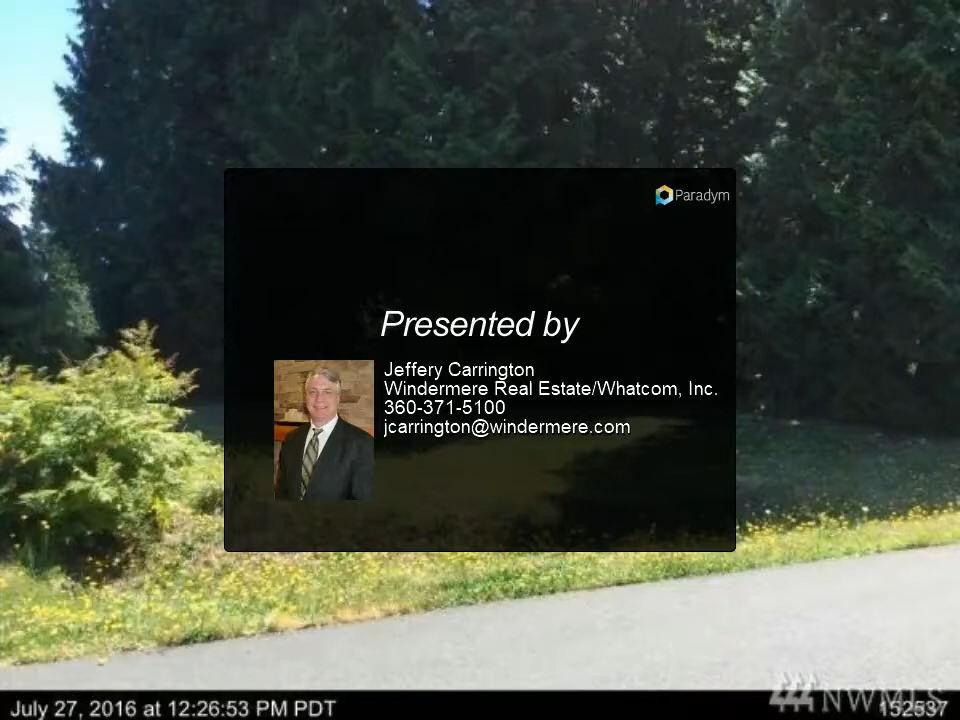 Paradym
Presented by
Jeffery Carrington
Windermere Real Estate/Whatcom, Inc.
360-371-5100
jcarrington@windermere.com
NWMLS
July 27, 2016 at 12:26:53 PM PDT
152537